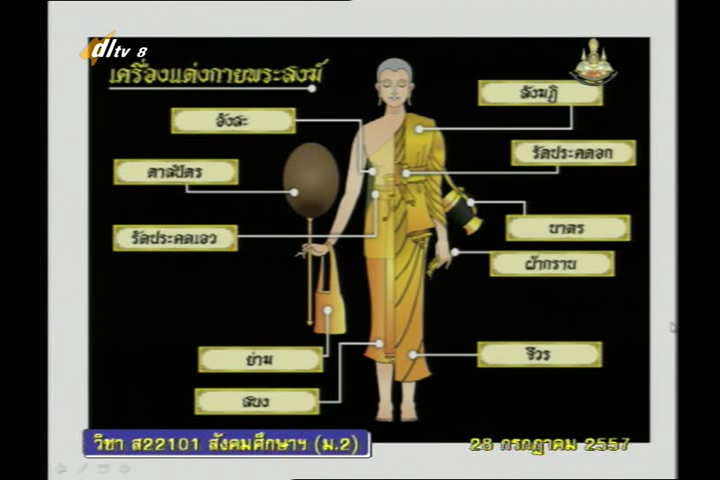 dltv 8
เครื่องแต่งกายพระสงฆ์
อังสะ
สังฆาฏิ
รัดประคดอก
ตาลปัตร
บาตร
รัดประคดเอว
ผ้ากราบ
ย่าม
จีวร
สบง
วิชา ส22101 สังคมศึกษาฯ (ม.2)
28 กรกฎาคม 2557